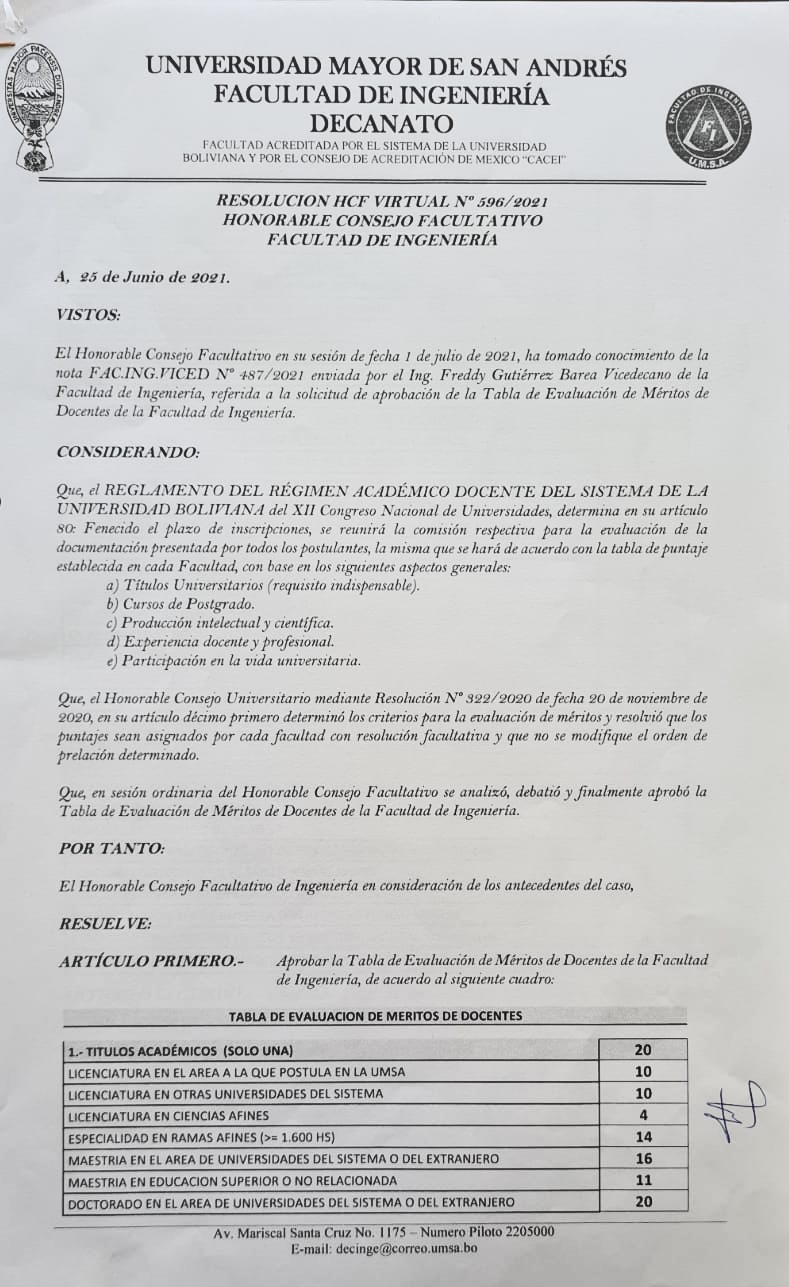 UNIVERSIDAD MAYOR DE SAN ANDRÉS
FACULTAD DE INGENIERÍA
DECANATO
FACULTAD ACREDITADA POR EL SISTEMA DE LA UNIVERSIDAD
BOLIVIANA Y POR EL CONSEJO DE ACREDITACIÓN DE MEXICO "CACEI"
UNIVERSITAS MAJOR PACENSIS DIVI ANDREÆ
FACULTAD DE INGENIERÍA
FI
U.M.S.A.
RESOLUCION HCF VIRTUAL Nº 596/2021
HONORABLE CONSEJO FACULTATIVO
FACULTAD DE INGENIERÍA
A, 25 de Junio de 2021.
VISTOS:
El Honorable Consejo Facultativo en su sesión de fecha 1 de julio de 2021, ha tomado conocimiento de la
nota FAC.ING.VICED Nº 487/2021 enviada por el Ing. Freddy Gutiérrez Barea Vicedecano de la
Facultad de Ingeniería, referida a la solicitud de aprobación de la Tabla de Evaluación de Méritos de
Docentes de la Facultad de Ingeniería.
CONSIDERANDO:
Que, el REGLAMENTO DEL RÉGIMEN ACADÉMICO DOCENTE DEL SISTEMA DE LA
UNIVERSIDAD BOLIVIANA del XII Congreso Nacional de Universidades, determina en su artículo
80: Fenecido el plazo de inscripciones, se reunirá la comisión respectiva para la evaluación de la
documentación presentada por todos los postulantes, la misma que se hará de acuerdo con la tabla de puntaje
establecida en cada Facultad, con base en los siguientes aspectos generales:
a) Títulos Universitarios (requisito indispensable).
b) Cursos de Postgrado.
c) Producción intelectual y científica.
d) Experiencia docente y profesional.
e) Participación en la vida universitaria.
Que, el Honorable Consejo Universitario mediante Resolución Nº 322/2020 de fecha 20 de noviembre de
2020, en su artículo décimo primero determinó los criterios para la evaluación de méritos y resolvió que los
puntajes sean asignados por cada facultad con resolución facultativa y que no se modifique el orden de
prelación determinado.
Que, en sesión ordinaria del Honorable Consejo Facultativo se analizó, debatió y finalmente aprobó la
Tabla de Evaluación de Méritos de Docentes de la Facultad de Ingeniería.
POR TANTO:
El Honorable Consejo Facultativo de Ingeniería en consideración de los antecedentes del caso,
RESUELVE:
ARTÍCULO PRIMERO.- Aprobar la Tabla de Evaluación de Méritos de Docentes de la Facultad
de Ingeniería, de acuerdo al siguiente cuadro:
TABLA DE EVALUACION DE MERITOS DE DOCENTES
1.- TITULOS ACADÉMICOS (SOLO UNA) 20
LICENCIATURA EN EL AREA A LA QUE POSTULA EN LA UMSA 10
LICENCIATURA EN OTRAS UNIVERSIDADES DEL SISTEMA 10
LICENCIATURA EN CIENCIAS AFINES 4
ESPECIALIDAD EN RAMAS AFINES (>= 1.600 HS) 14
MAESTRIA EN EL AREA DE UNIVERSIDADES DEL SISTEMA O DEL EXTRANJERO 16
MAESTRIA EN EDUCACION SUPERIOR O NO RELACIONADA 11
DOCTORADO EN EL AREA DE UNIVERSIDADES DEL SISTEMA O DEL EXTRANJERO 20
Av. Mariscal Santa Cruz No. 1175 – Numero Piloto 2205000
E-mail: decinge@correo.umsa.bo